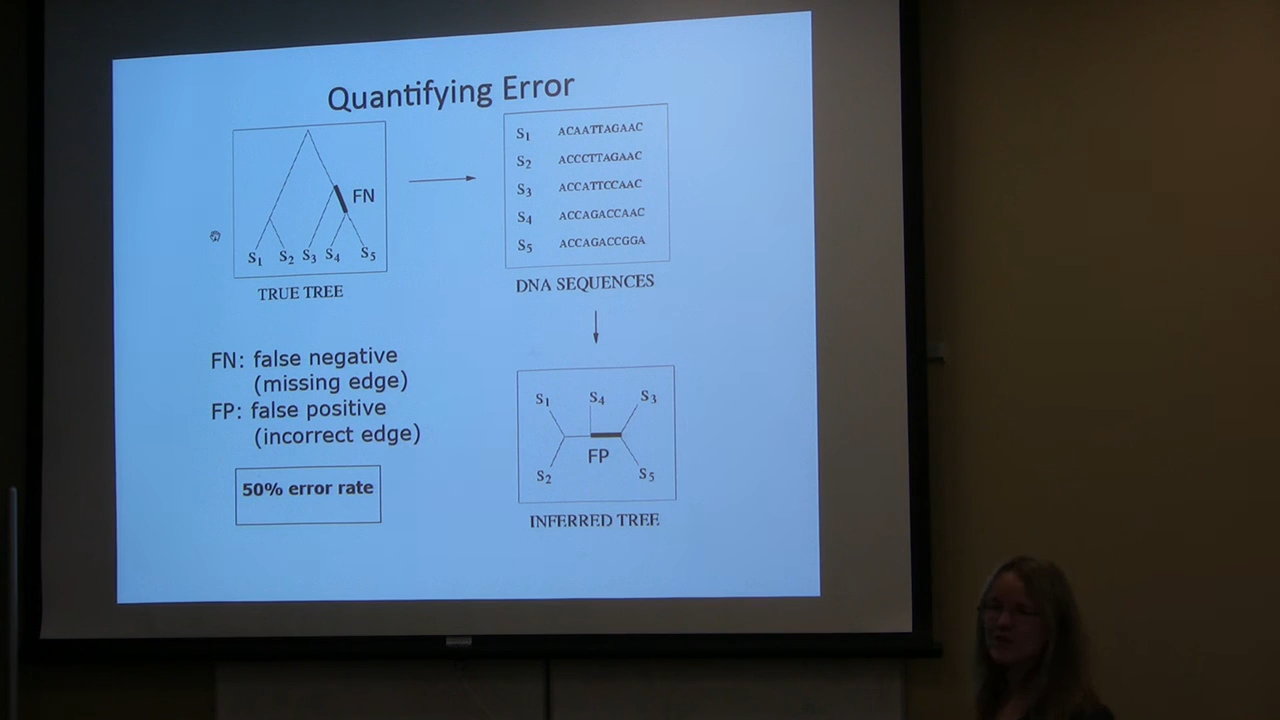 Quantifying Error
FN
S1 S2 S3 S4 S5
TRUE TREE
S1 ACAATTAGAAC
S2 ACCCTTAGAAC
S3 ACCATTCCAAC
S4 ACCAGACCAAC
S5 ACCAGACCGGA
DNA SEQUENCES
FN: false negative
(missing edge)
FP: false positive
(incorrect edge)
50% error rate
S1 S4 S3
FP
S2 S5
INFERRED TREE